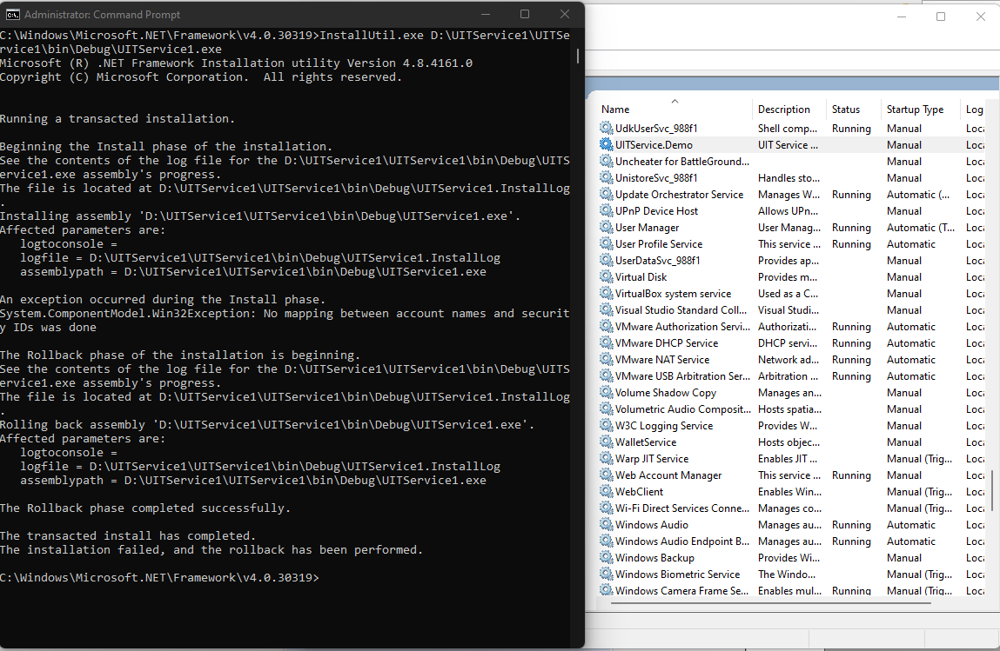 Administrator: Command Prompt
C:\Windows\Microsoft.NET\Framework\v4.0.30319>InstallUtil.exe D:\UITService1\UITSe
rvice1\bin\Debug\UITService1.exe
Microsoft (R) .NET Framework Installation utility Version 4.8.4161.0
Copyright (C) Microsoft Corporation.  All rights reserved.
Running a transacted installation.
Beginning the Install phase of the installation.
See the contents of the log file for the D:\UITService1\UITService1\bin\Debug\UITS
ervice1.exe assembly's progress.
The file is located at D:\UITService1\UITService1\bin\Debug\UITService1.InstallLog
.
Installing assembly 'D:\UITService1\UITService1\bin\Debug\UITService1.exe'.
Affected parameters are:
   logtoconsole =
   logfile = D:\UITService1\UITService1\bin\Debug\UITService1.InstallLog
   assemblypath = D:\UITService1\UITService1\bin\Debug\UITService1.exe
An exception occurred during the Install phase.
System.ComponentModel.Win32Exception: No mapping between account names and securit
y IDs was done
The Rollback phase of the installation is beginning.
See the contents of the log file for the D:\UITService1\UITService1\bin\Debug\UITS
ervice1.exe assembly's progress.
The file is located at D:\UITService1\UITService1\bin\Debug\UITService1.InstallLog
.
Rolling back assembly 'D:\UITService1\UITService1\bin\Debug\UITService1.exe'.
Affected parameters are:
   logtoconsole =
   logfile = D:\UITService1\UITService1\bin\Debug\UITService1.InstallLog
   assemblypath = D:\UITService1\UITService1\bin\Debug\UITService1.exe
The Rollback phase completed successfully.
The transacted install has completed.
The installation failed, and the rollback has been performed.
C:\Windows\Microsoft.NET\Framework\v4.0.30319>
Name Description Status Startup Type Log
UdkUserSvc_988f1 Shell comp... Running Manual Loca
UITService.Demo UIT Service ... Manual Loca
Uncheater for BattleGround... Manual Loca
UnistoreSvc_988f1 Handles sto... Manual Loca
Update Orchestrator Service Manages W... Running Automatic (... Loca
UPnP Device Host Allows UPn... Manual Loca
User Manager User Manag... Running Automatic (T... Loca
User Profile Service This service ... Running Automatic Loca
UserDataSvc_988f1 Provides ap... Manual Loca
Virtual Disk Provides m... Manual Loca
VirtualBox system service Used as a C... Manual Loca
Visual Studio Standard Coll... Visual Studi... Manual Loca
VMware Authorization Servi... Authorizati... Running Automatic Loca
VMware DHCP Service DHCP servi... Running Automatic Loca
VMware NAT Service Network ad... Running Automatic Loca
VMware USB Arbitration Ser... Arbitration ... Running Automatic Loca
Volume Shadow Copy Manages an... Manual Loca
Volumetric Audio Composit... Hosts spatia... Manual Loca
W3C Logging Service Provides W... Manual Loca
WalletService Hosts objec... Manual Loca
Warp JIT Service Enables JIT ... Manual (Trig... Loca
Web Account Manager This service ... Running Manual Loca
WebClient Enables Win... Manual (Trig... Loca
Wi-Fi Direct Services Conne... Manages co... Manual (Trig... Loca
Windows Audio Manages au... Running Automatic Loca
Windows Audio Endpoint B... Manages au... Running Automatic Loca
Windows Backup Provides Wi... Manual Loca
Windows Biometric Service The Windo... Manual (Trig... Loca
Windows Camera Frame Se... Enables mul... Running Manual (Trig... Loca